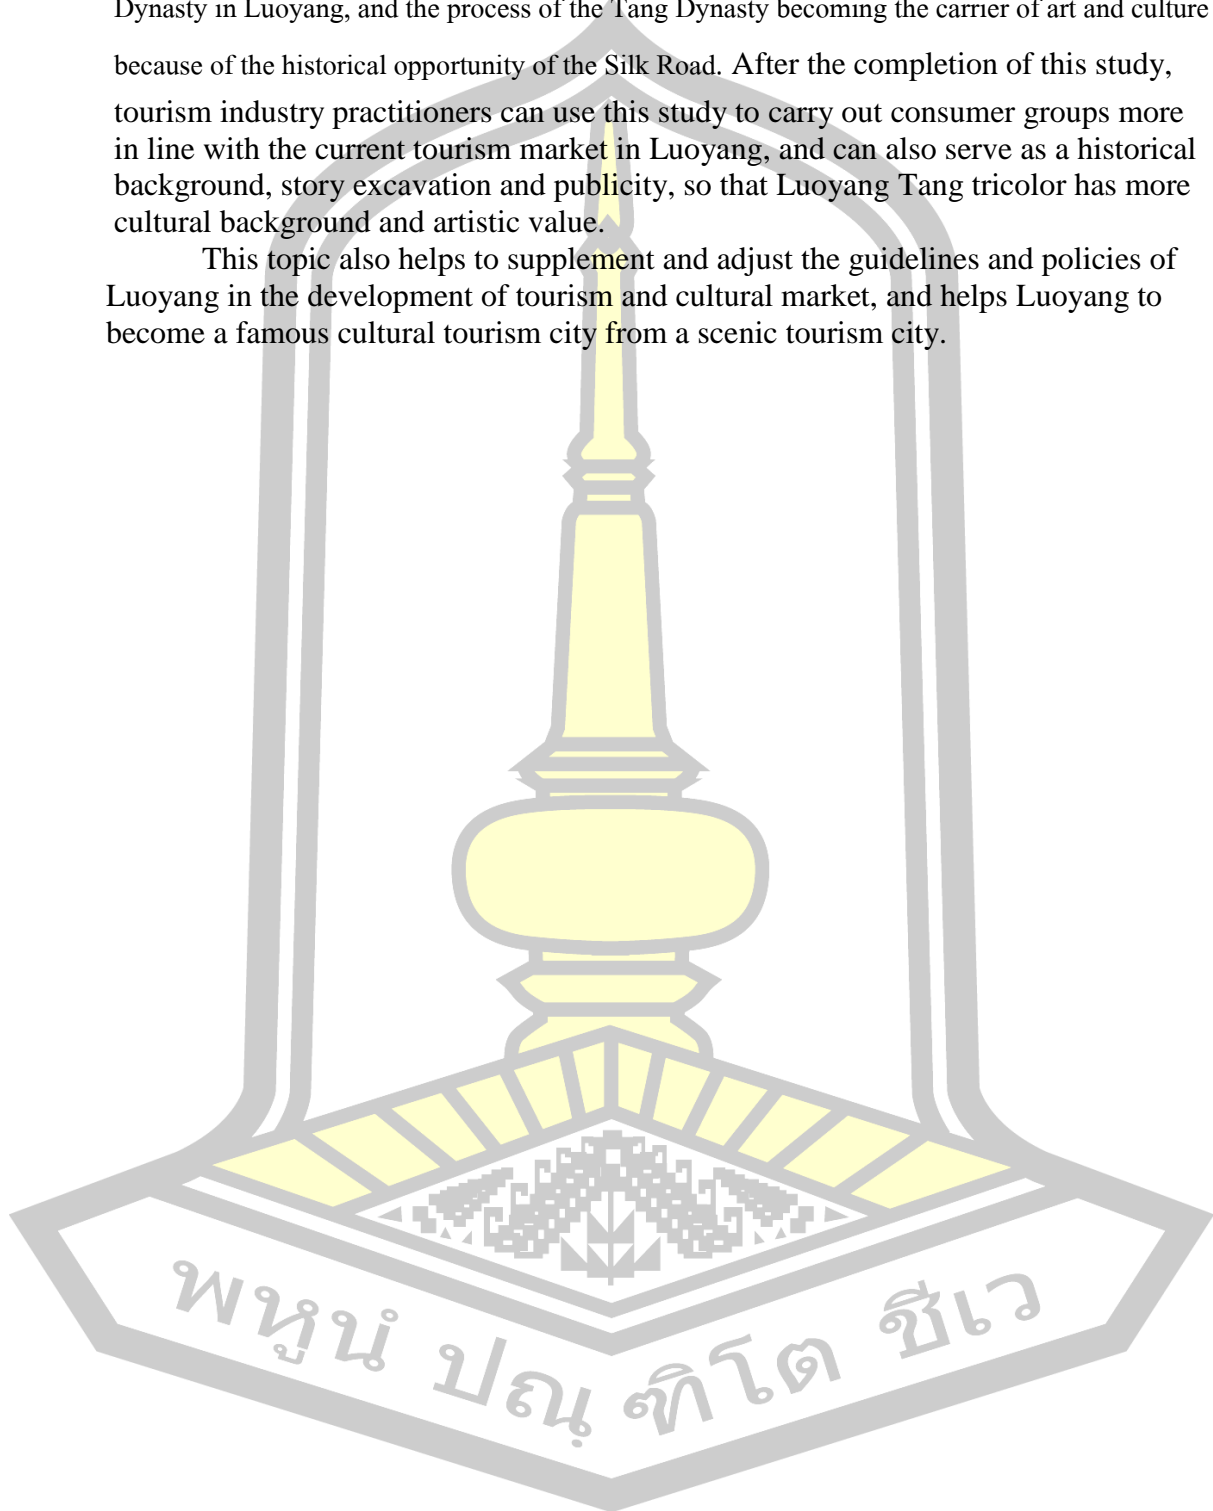 Dynasty in Luoyang, and the process of the Tang Dynasty becoming the carrier of art and culture
because of the historical opportunity of the Silk Road. After the completion of this study,
tourism industry practitioners can use this study to carry out consumer groups more
in line with the current tourism market in Luoyang, and can also serve as a historical
background, story excavation and publicity, so that Luoyang Tang tricolor has more
cultural background and artistic value.
This topic also helps to supplement and adjust the guidelines and policies of
Luoyang in the development of tourism and cultural market, and helps Luoyang to
become a famous cultural tourism city from a scenic tourism city.
พหูนํ ปณฺฑิโต ชีเว